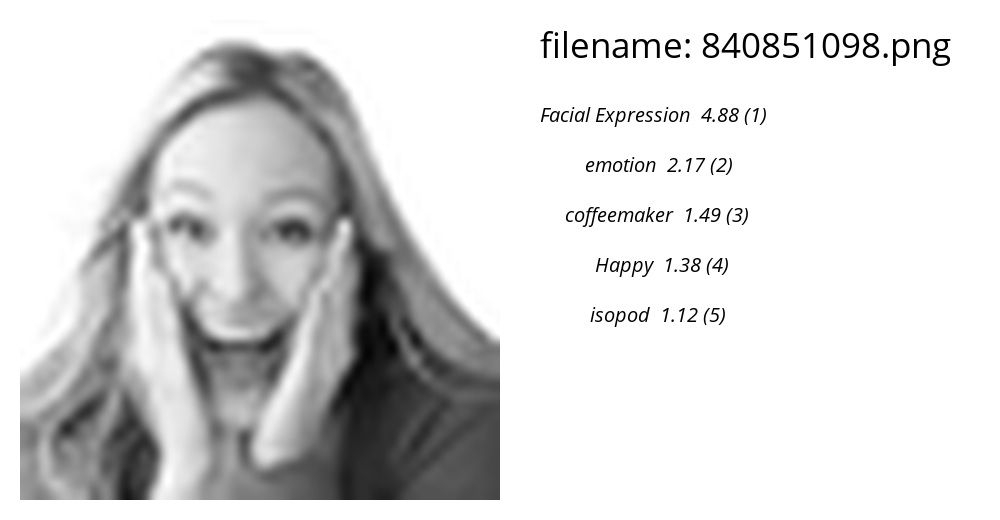 filename: 840851098.png
Facial Expression 4.88 (1)
emotion 2.17 (2)
coffeemaker 1.49 (3)
Happy 1.38 (4)
isopod 1.12 (5)